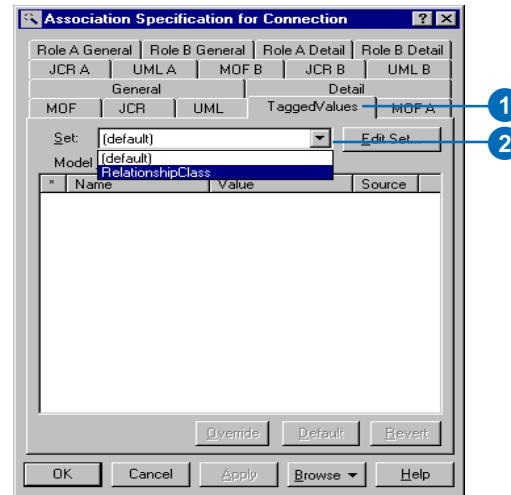 Association Specification for Connection ? X
Role A General Role B General Role A Detail Role B Detail
JCR A UML A MOF B JCR B UML B
General Detail
MOF JCR UML TaggedValues MOF A
1
Set: (default) Edit Set...
2
(default)
Model
RelationshipClass
* Name Value Source
Override Default Revert
OK Cancel Apply Browse Help